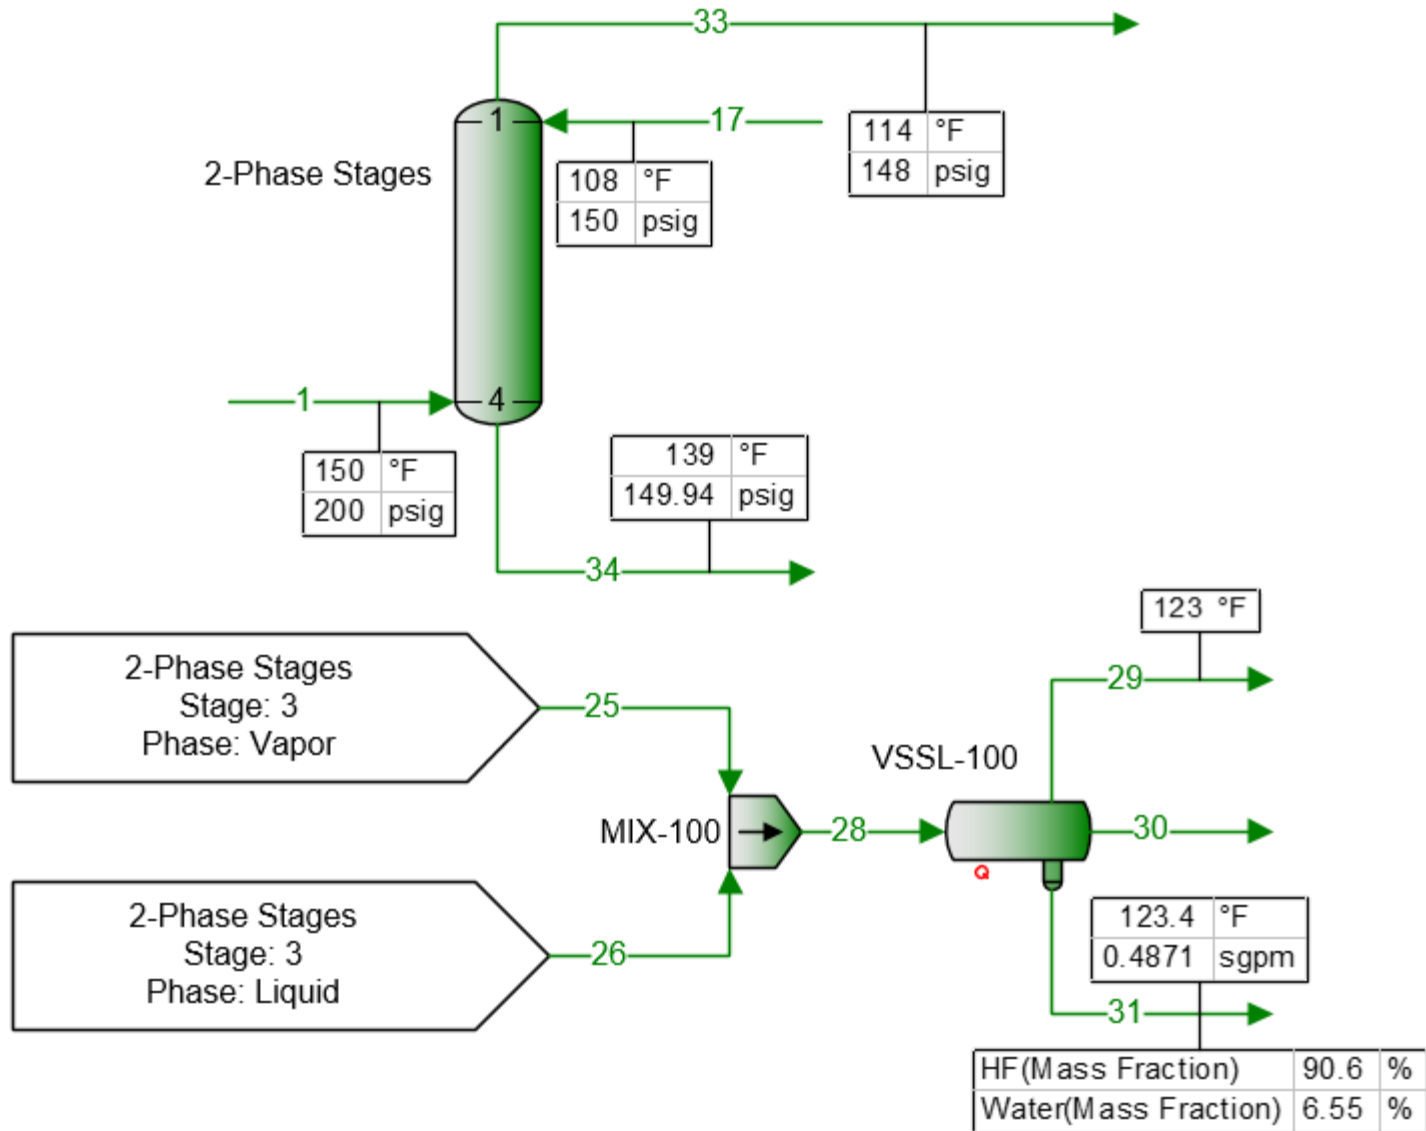 33
1
17
114 °F
148 psig
2-Phase Stages
108 °F
150 psig
1
4
150 °F
200 psig
139 °F
149.94 psig
34
123 °F
2-Phase Stages
Stage: 3
Phase: Vapor
25
29
VSSL-100
MIX-100
28
30
Q
2-Phase Stages
Stage: 3
Phase: Liquid
26
123.4 °F
0.4871 sgpm
31
HF(Mass Fraction) 90.6 %
Water(Mass Fraction) 6.55 %